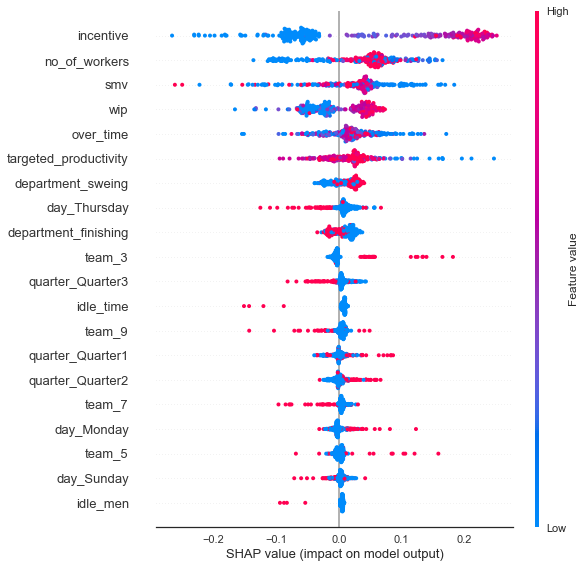 High
incentive
no_of_workers
smv
wip
over_time
targeted_productivity
department_sweing
day_Thursday
department_finishing
team_3
quarter_Quarter3
idle_time
team_9
quarter_Quarter1
quarter_Quarter2
team_7
day_Monday
team_5
day_Sunday
idle_men
Feature value
Low
−0.2 −0.1 0.0 0.1 0.2
SHAP value (impact on model output)